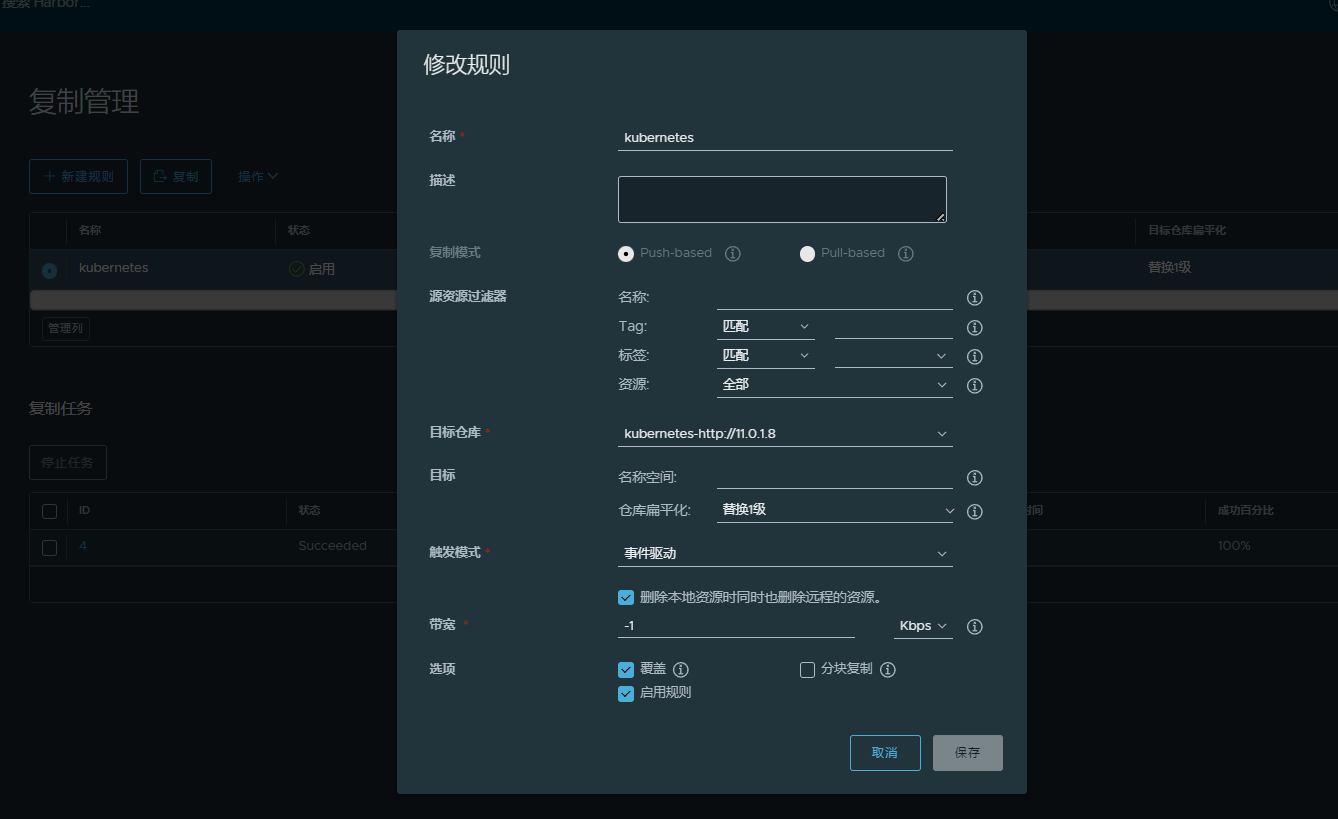 搜索 Harbor...
复制管理
新建规则 复制 操作
名称 状态 目标仓库扁平化
kubernetes 启用 替换1级
管理列
复制任务
停止任务
ID 状态 时间 成功百分比
4 Succeeded 100%
修改规则
名称 *
kubernetes
描述
复制模式 Push-based Pull-based
源资源过滤器 名称:
Tag: 匹配
标签: 匹配
资源: 全部
目标仓库 * kubernetes-http://11.0.1.8
目标 名称空间:
仓库扁平化: 替换1级
触发模式 * 事件驱动
删除本地资源时同时也删除远程的资源。
带宽 * -1 Kbps
选项 覆盖 分块复制
启用规则
取消 保存